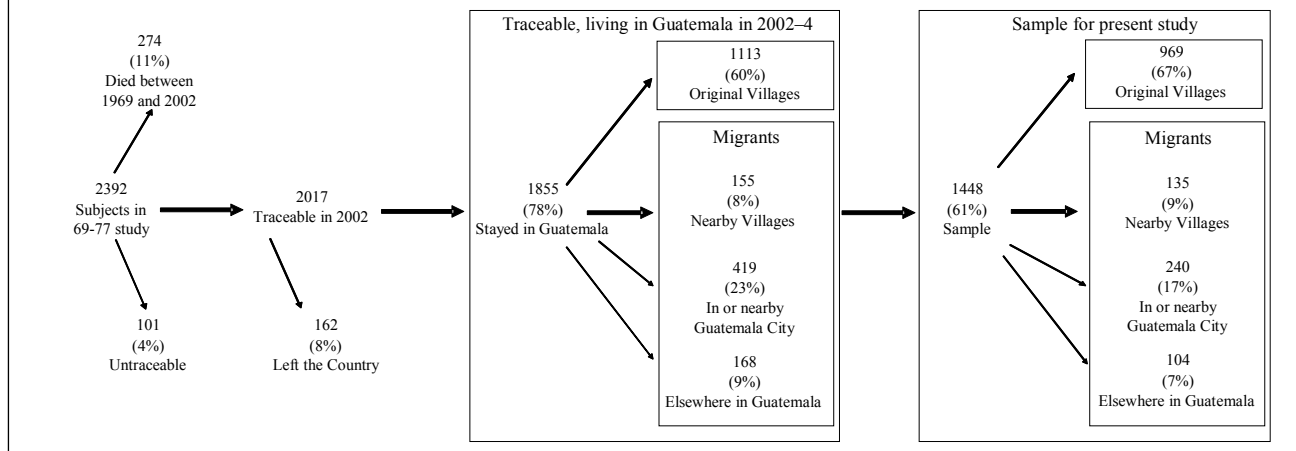 274
(11%)
Died between
1969 and 2002
2392
Subjects in
69-77 study
101
(4%)
Untraceable
2017
Traceable in 2002
162
(8%)
Left the Country
Traceable, living in Guatemala in 2002–4
1855
(78%)
Stayed in Guatemala
1113
(60%)
Original Villages
Migrants
155
(8%)
Nearby Villages
419
(23%)
In or nearby
Guatemala City
168
(9%)
Elsewhere in Guatemala
Sample for present study
1448
(61%)
Sample
969
(67%)
Original Villages
Migrants
135
(9%)
Nearby Villages
240
(17%)
In or nearby
Guatemala City
104
(7%)
Elsewhere in Guatemala